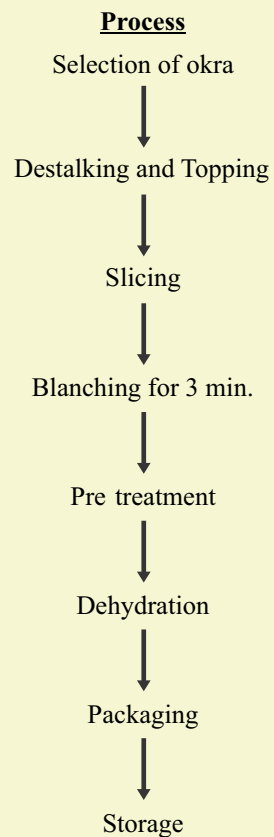 Process
Selection of okra
Destalking and Topping
Slicing
Blanching for 3 min.
Pre treatment
Dehydration
Packaging
Storage